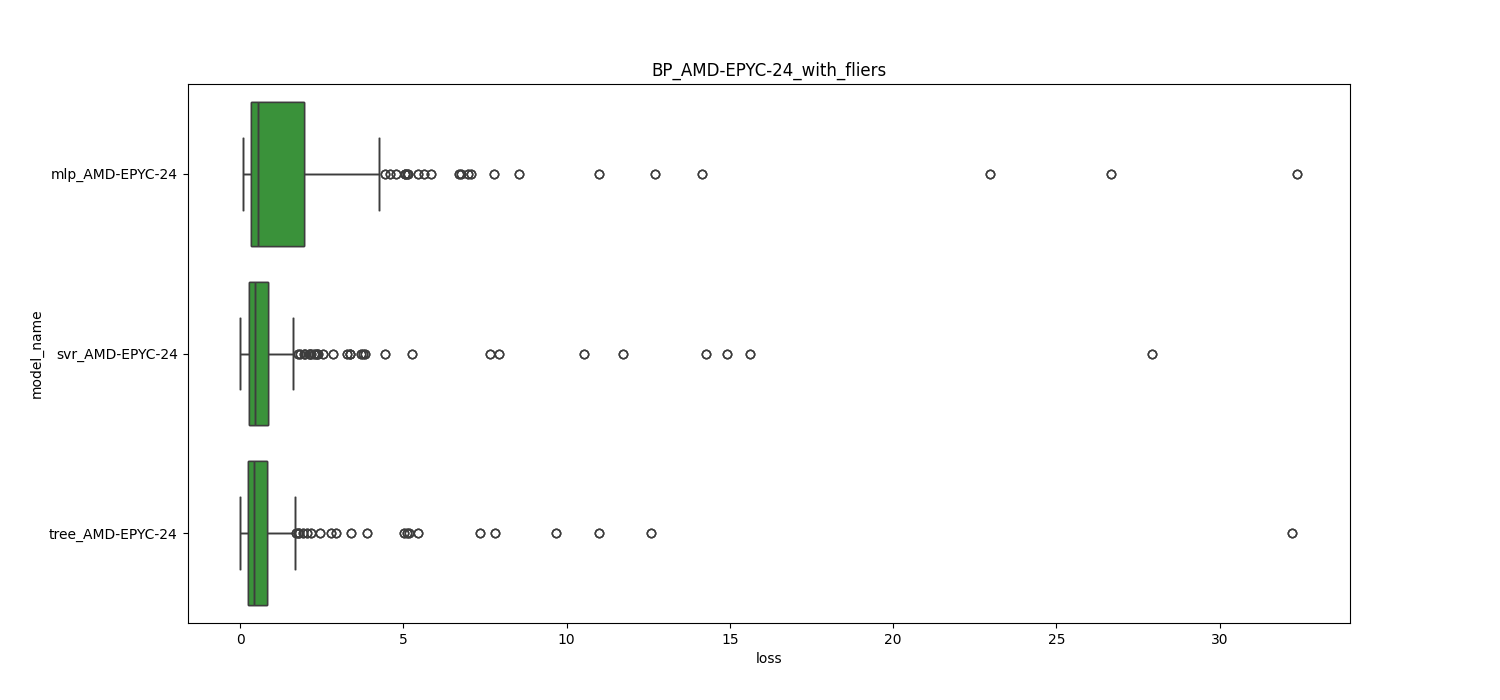 BP_AMD-EPYC-24_with_fliers
model_name
mlp_AMD-EPYC-24
svr_AMD-EPYC-24
tree_AMD-EPYC-24
0 5 10 15 20 25 30
loss